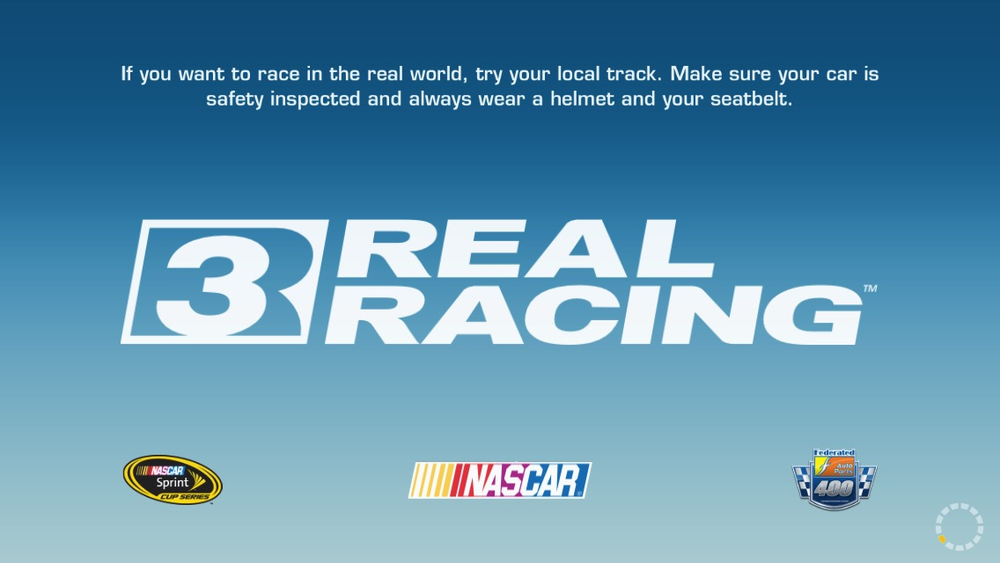 If you want to race in the real world, try your local track. Make sure your car is
safety inspected and always wear a helmet and your seatbelt.
3 REAL
RACING™
NASCAR
Sprint
CUP SERIES
NASCAR
Federated
Auto
Parts
400